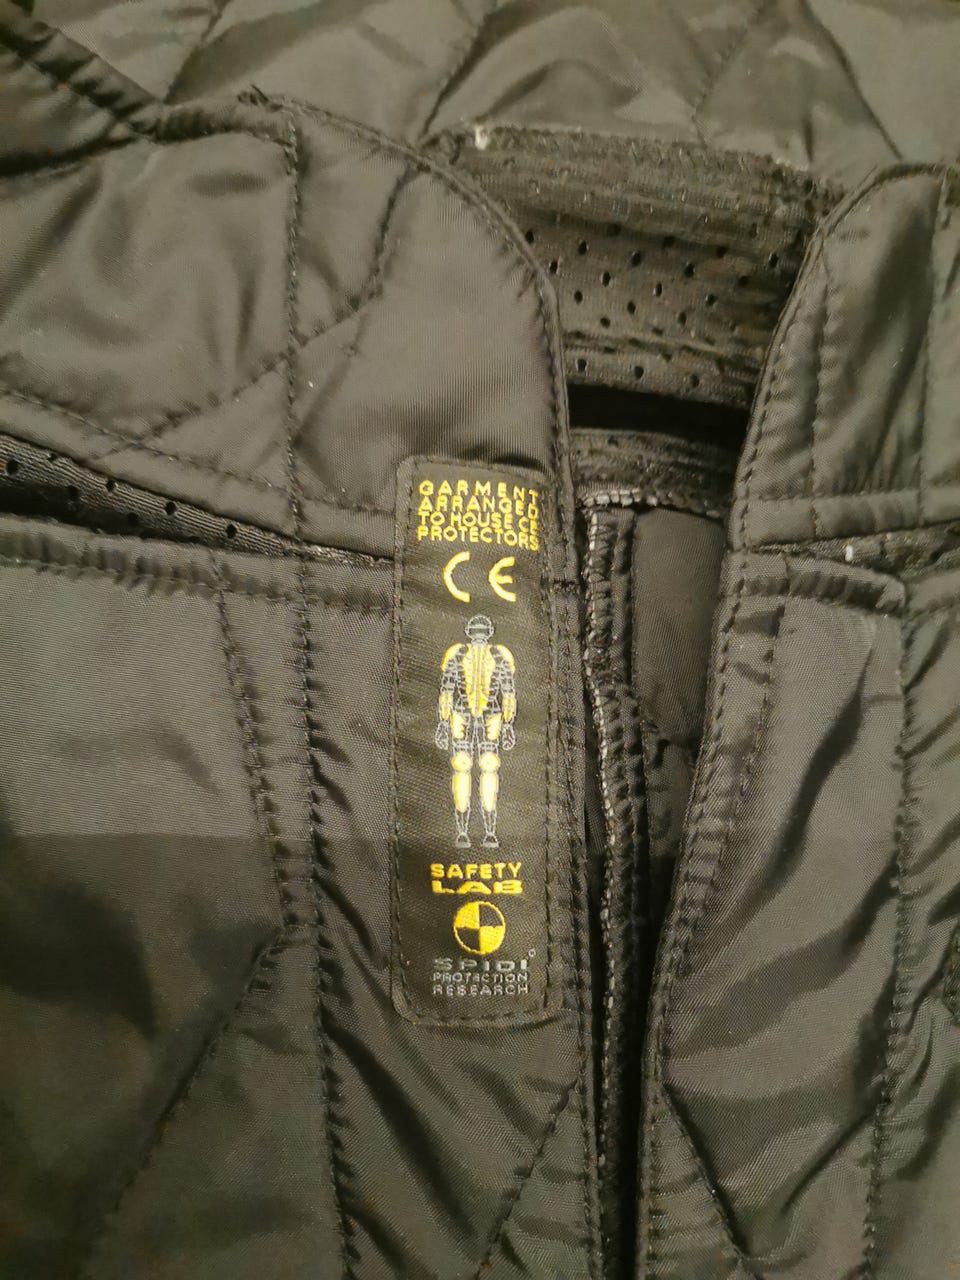 GARMENT
ARRANGED
TO HOUSE CE
PROTECTORS
CE
SAFETY
LAB
SPIDI
PROTECTION
RESEARCH